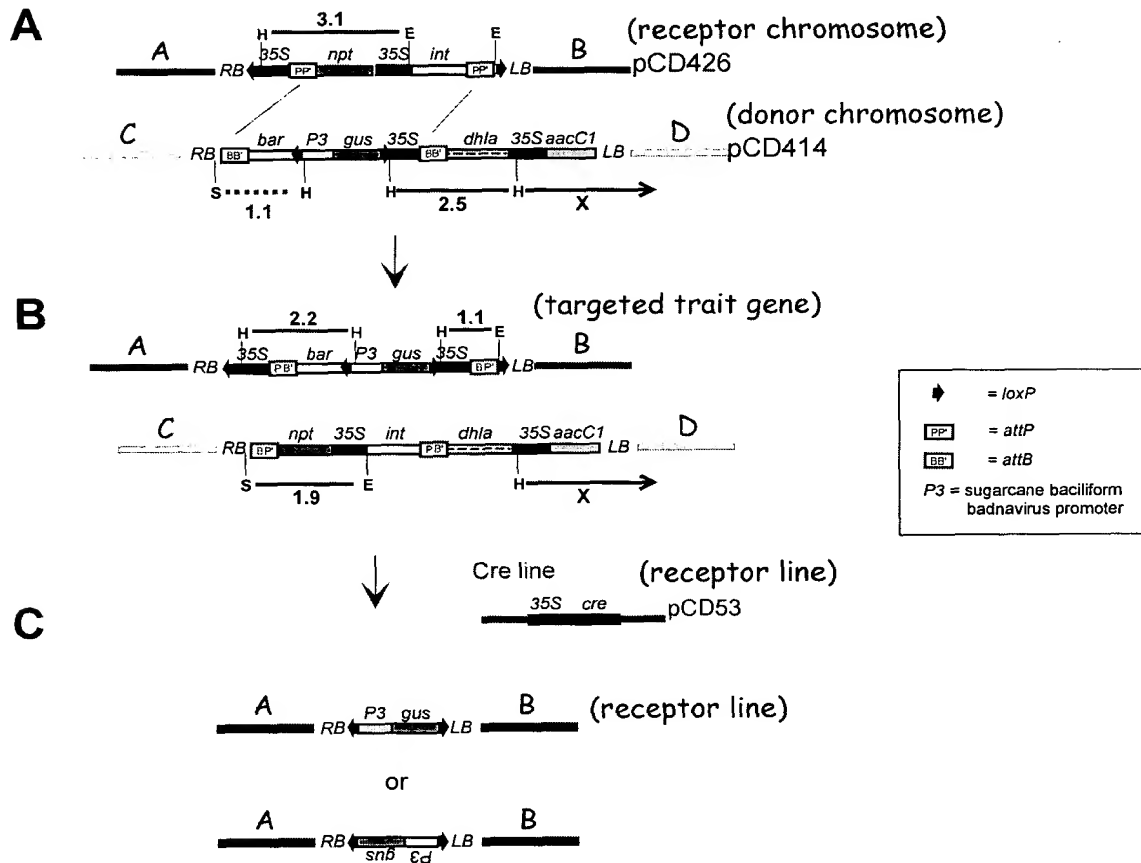 A
3.1
H E E
A RB 35S PP' npt 35S int PP' LB B (receptor chromosome)
pCD426
C RB BB' bar P3 gus 35S BB' dhla 35S aacC1 LB D (donor chromosome)
pCD414
S H H H
1.1 2.5 X
B
2.2 1.1 (targeted trait gene)
H H H E
A RB 35S PB' bar P3 gus 35S BP' LB B
C RB BP' npt 35S int PB' dhla 35S aacC1 LB D
S E H
1.9 X
= loxP
PP' = attP
BB' = attB
P3 = sugarcane baciliform
badnavirus promoter
Cre line (receptor line)
35S cre pCD53
C
A RB P3 gus LB B (receptor line)
or
A RB gus P3 LB B